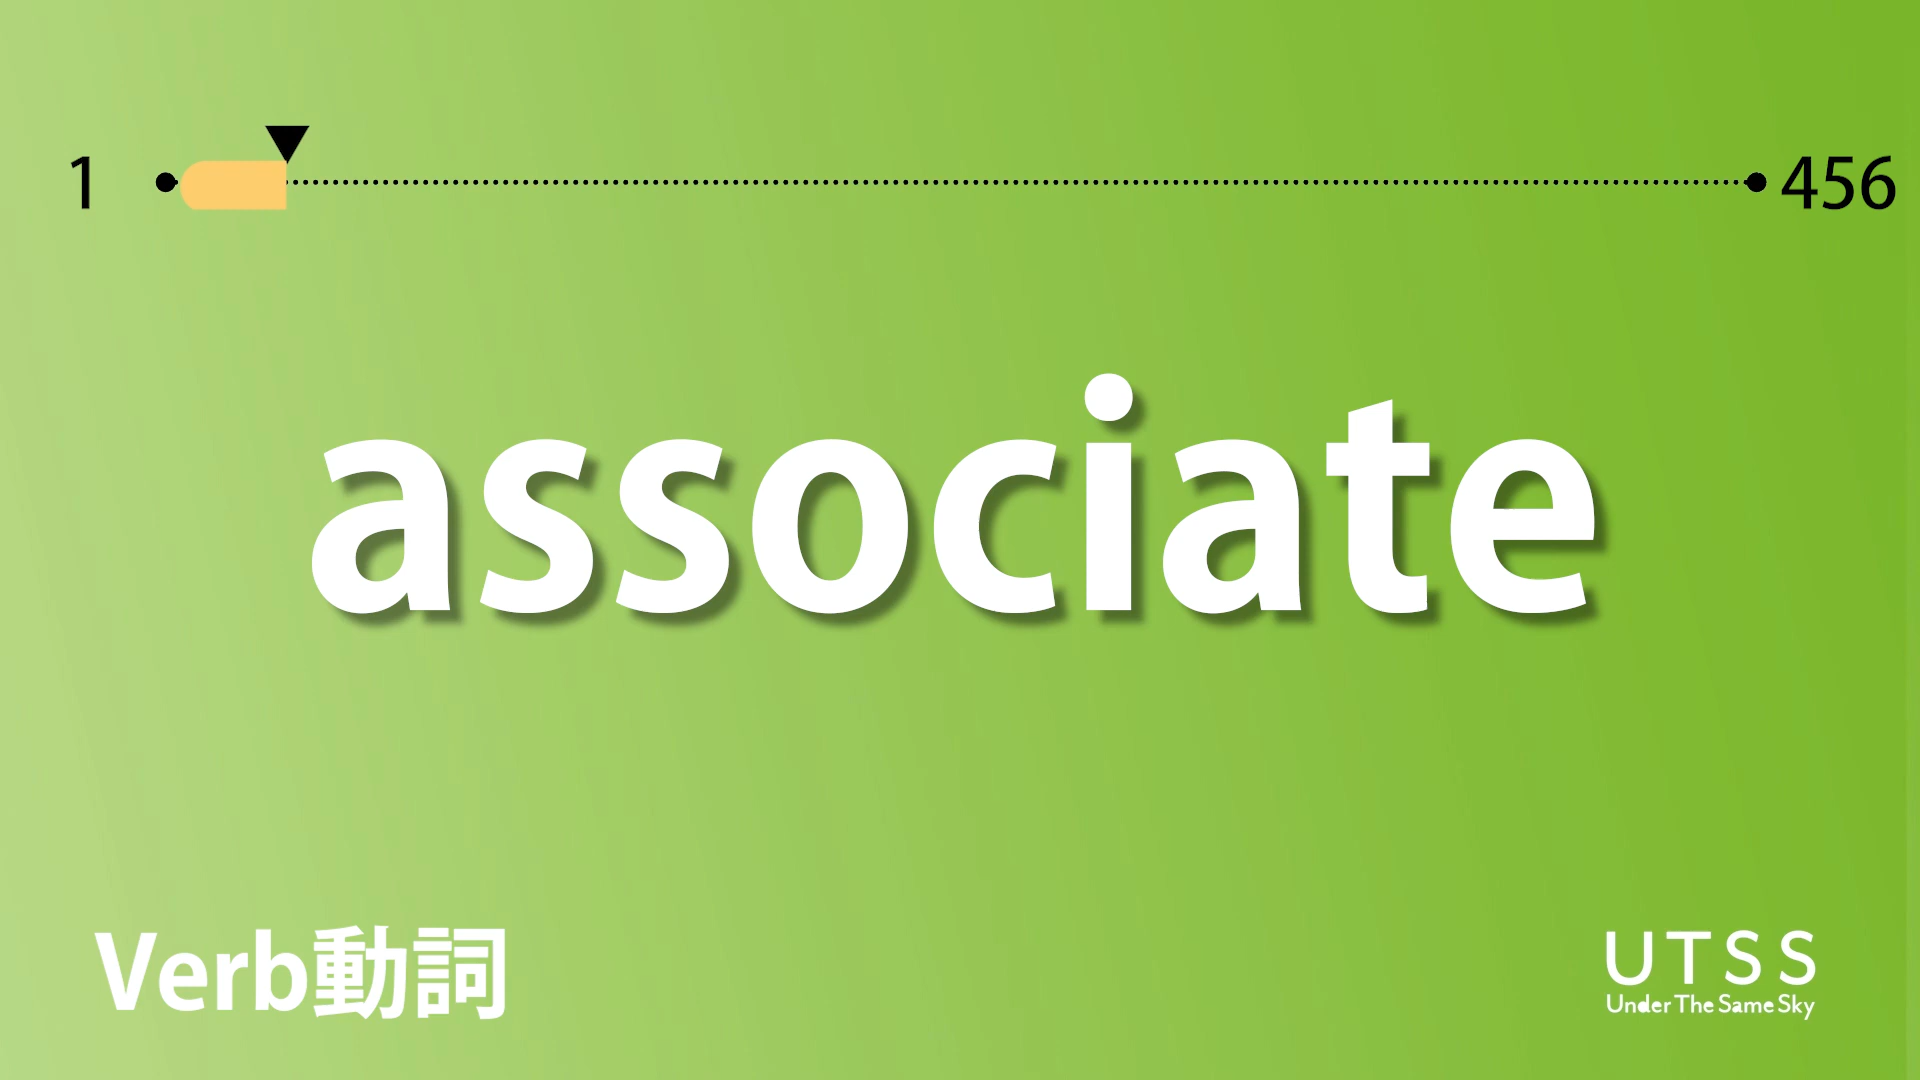 1 456
associate
Verb動詞
UTSS
Under The Same Sky